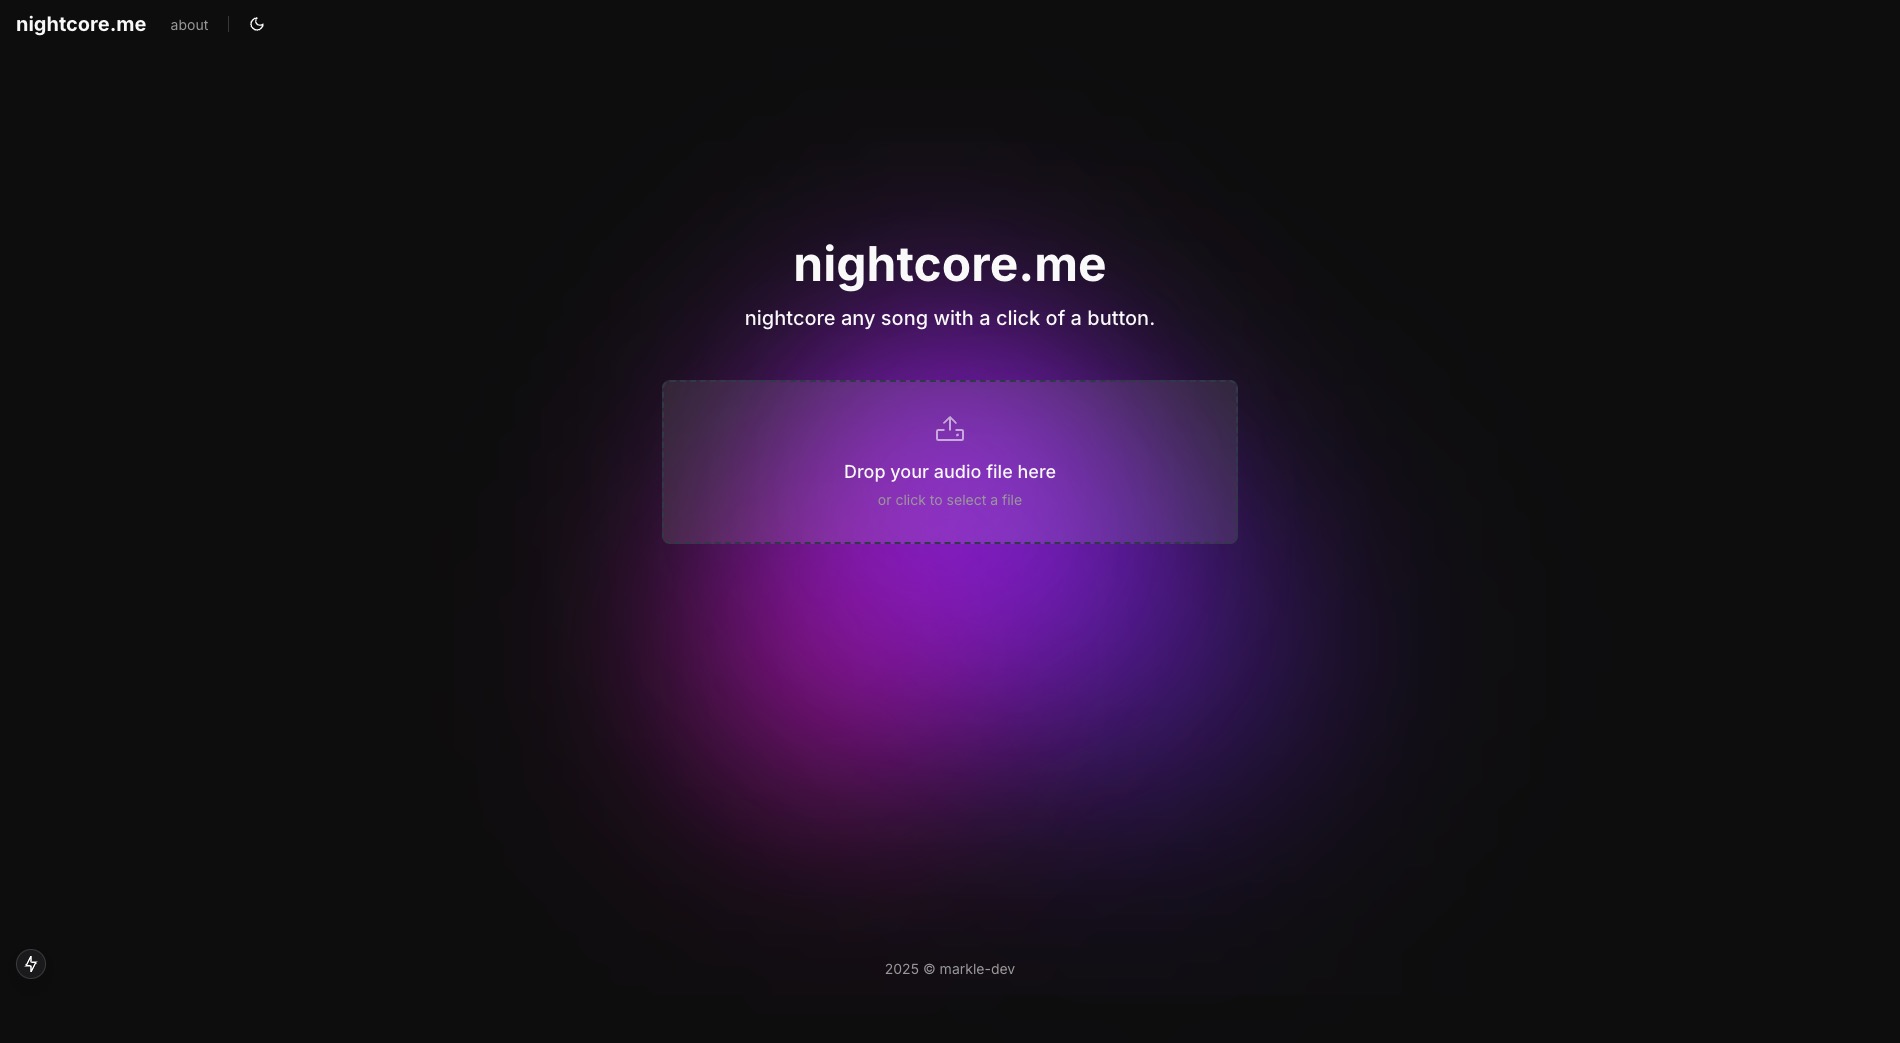 nightcore.me
about
nightcore.me
nightcore any song with a click of a button.
Drop your audio file here
or click to select a file
2025 © markle-dev